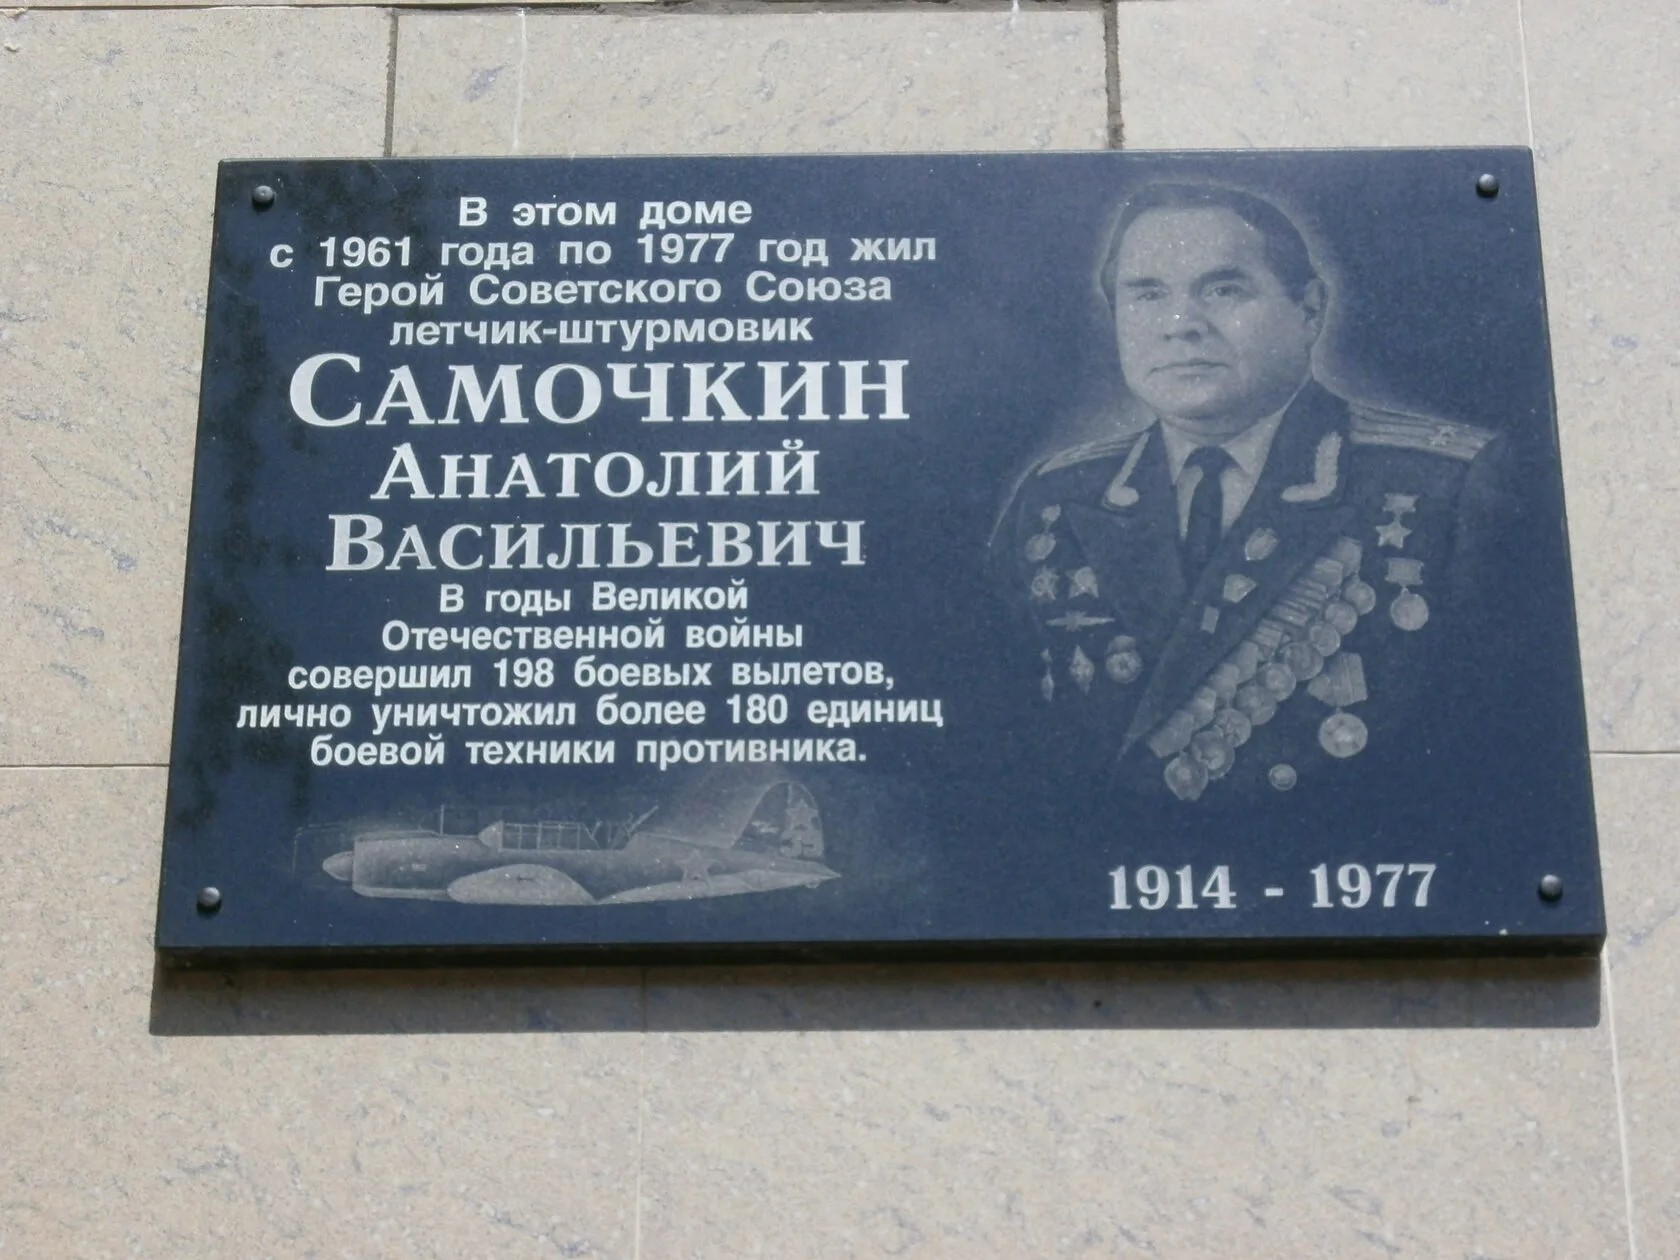 В этом доме
с 1961 года по 1977 год жил
Герой Советского Союза
летчик-штурмовик
САМОЧКИН
АНАТОЛИЙ
ВАСИЛЬЕВИЧ
В годы Великой
Отечественной войны
совершил 198 боевых вылетов,
лично уничтожил более 180 единиц
боевой техники противника.
1914 - 1977